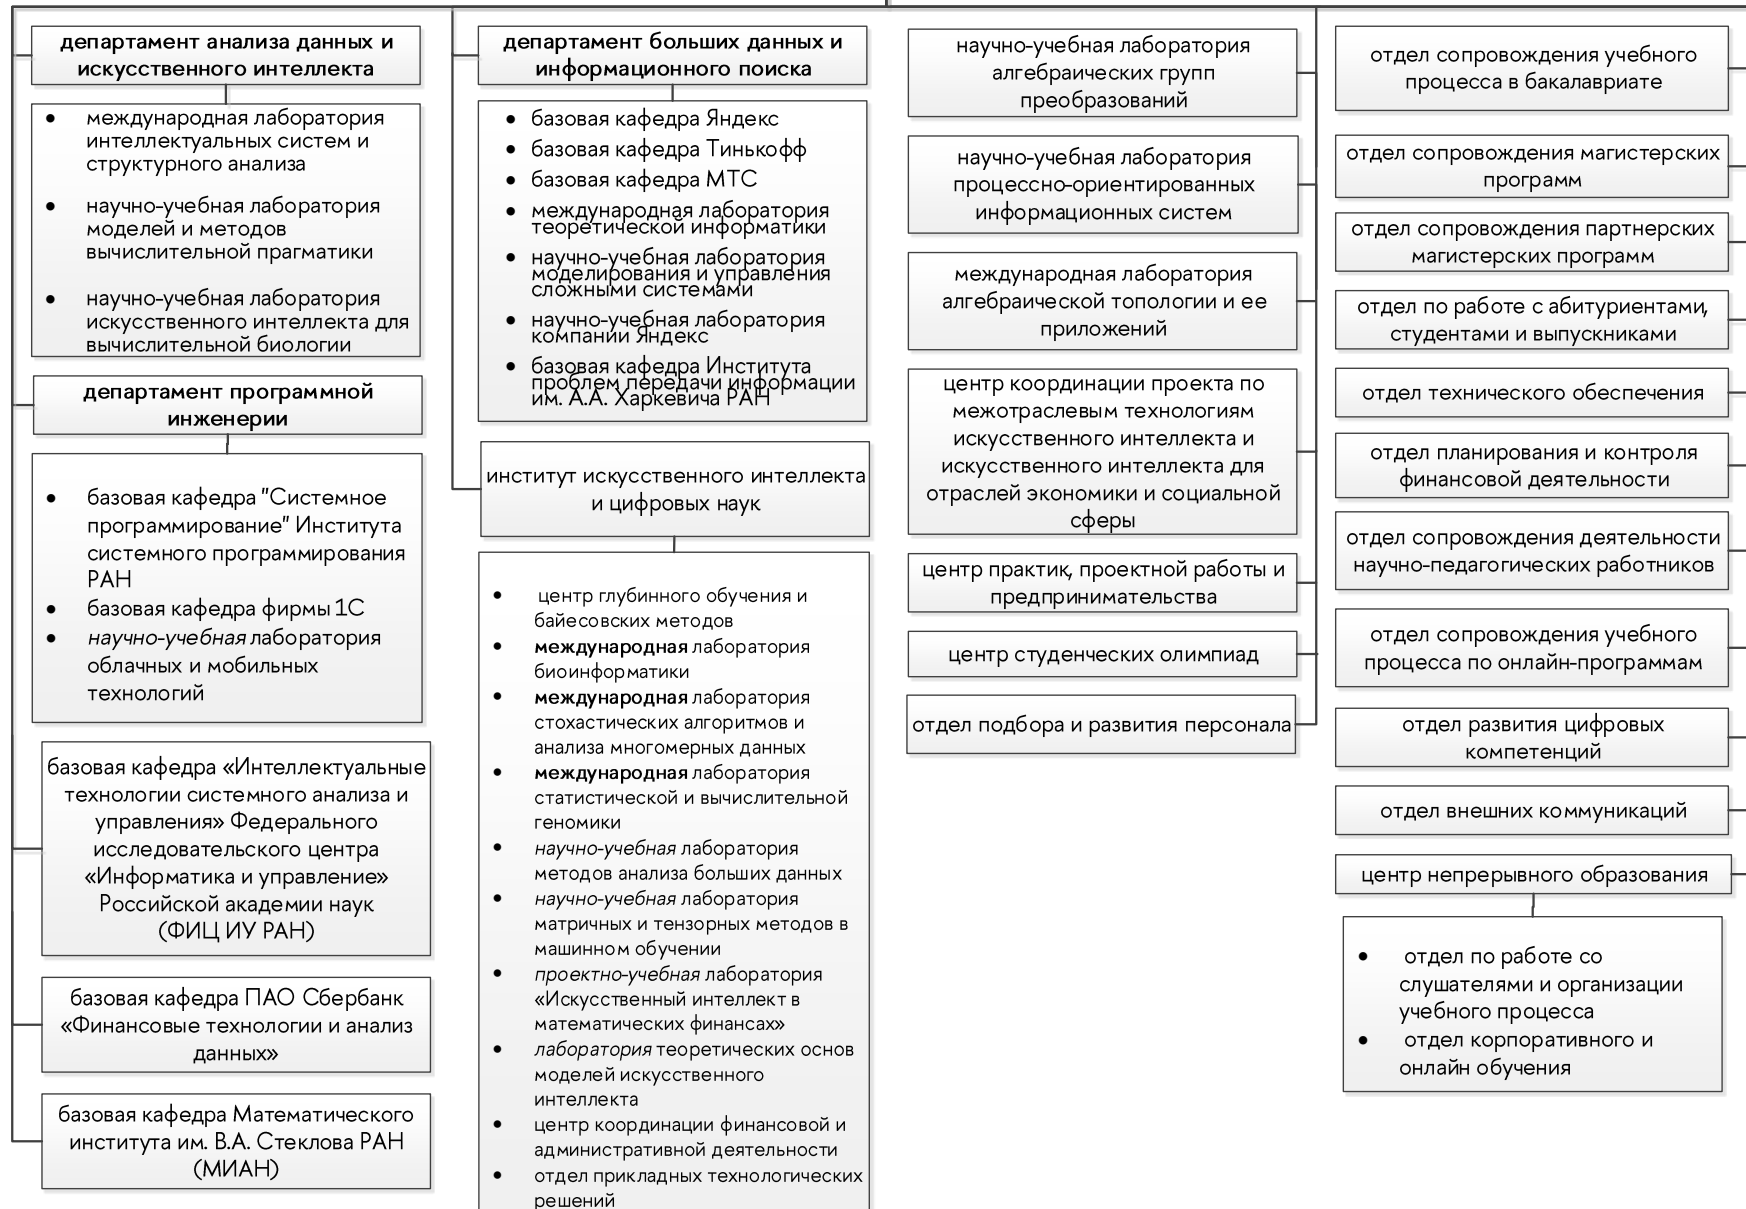 департамент анализа данных и
искусственного интеллекта
международная лаборатория
интеллектуальных систем и
структурного анализа
научно-учебная лаборатория
моделей и методов
вычислительной прагматики
научно-учебная лаборатория
искусственного интеллекта для
вычислительной биологии
департамент программной
инженерии
базовая кафедра "Системное
программирование" Института
системного программирования
РАН
базовая кафедра фирмы 1С
научно-учебная лаборатория
облачных и мобильных
технологий
базовая кафедра «Интеллектуальные
технологии системного анализа и
управления» Федерального
исследовательского центра
«Информатика и управление»
Российской академии наук
(ФИЦ ИУ РАН)
базовая кафедра ПАО Сбербанк
«Финансовые технологии и анализ
данных»
базовая кафедра Математического
института им. В.А. Стеклова РАН
(МИАН)
департамент больших данных и
информационного поиска
базовая кафедра Яндекс
базовая кафедра Тинькофф
базовая кафедра МТС
международная лаборатория
теоретической информатики
научно-учебная лаборатория
моделирования и управления
сложными системами
научно-учебная лаборатория
компании Яндекс
базовая кафедра Института
проблем передачи информации
им. А.А. Харкевича РАН
институт искусственного интеллекта
и цифровых наук
центр глубинного обучения и
байесовских методов
международная лаборатория
биоинформатики
международная лаборатория
стохастических алгоритмов и
анализа многомерных данных
международная лаборатория
статистической и вычислительной
геномики
научно-учебная лаборатория
методов анализа больших данных
научно-учебная лаборатория
матричных и тензорных методов в
машинном обучении
проектно-учебная лаборатория
«Искусственный интеллект в
математических финансах»
лаборатория теоретических основ
моделей искусственного
интеллекта
центр координации финансовой и
административной деятельности
отдел прикладных технологических
решений
научно-учебная лаборатория
алгебраических групп
преобразований
научно-учебная лаборатория
процессно-ориентированных
информационных систем
международная лаборатория
алгебраической топологии и ее
приложений
центр координации проекта по
межотраслевым технологиям
искусственного интеллекта и
искусственного интеллекта для
отраслей экономики и социальной
сферы
центр практик, проектной работы и
предпринимательства
центр студенческих олимпиад
отдел подбора и развития персонала
отдел сопровождения учебного
процесса в бакалавриате
отдел сопровождения магистерских
программ
отдел сопровождения партнерских
магистерских программ
отдел по работе с абитуриентами,
студентами и выпускниками
отдел технического обеспечения
отдел планирования и контроля
финансовой деятельности
отдел сопровождения деятельности
научно-педагогических работников
отдел сопровождения учебного
процесса по онлайн-программам
отдел развития цифровых
компетенций
отдел внешних коммуникаций
центр непрерывного образования
отдел по работе со
слушателями и организации
учебного процесса
отдел корпоративного и
онлайн обучения